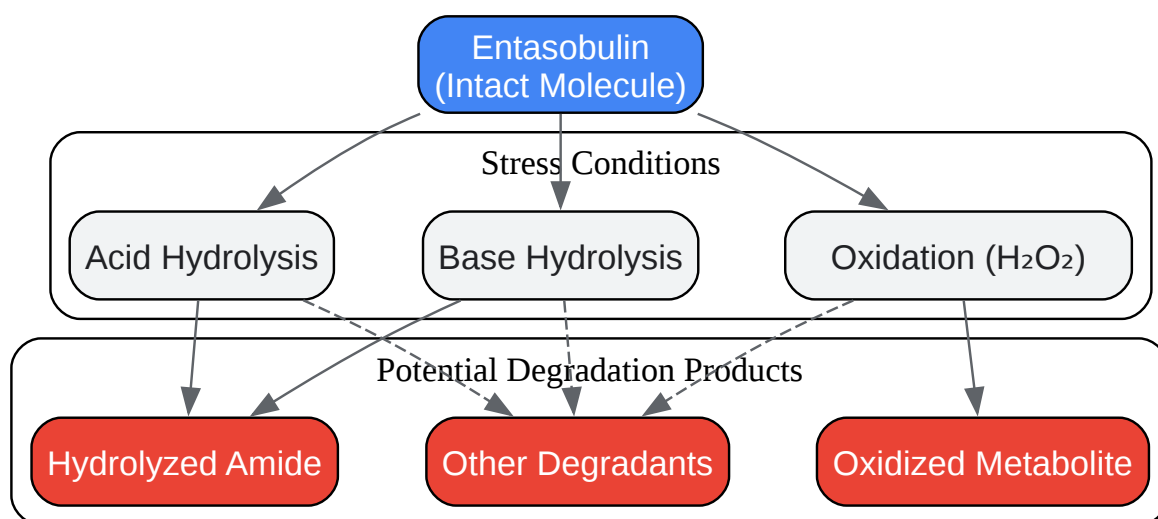 Entasobulin
(Intact Molecule)
Stress Conditions
Acid Hydrolysis
Base Hydrolysis
Oxidation (H₂O₂)
Potential Degradation Products
Hydrolyzed Amide
Other Degradants
Oxidized Metabolite